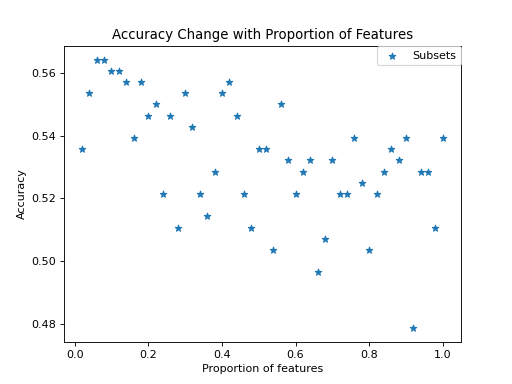 Accuracy Change with Proportion of Features
Subsets
0.56
0.54
0.52
0.50
0.48
Accuracy
0.0 0.2 0.4 0.6 0.8 1.0
Proportion of features